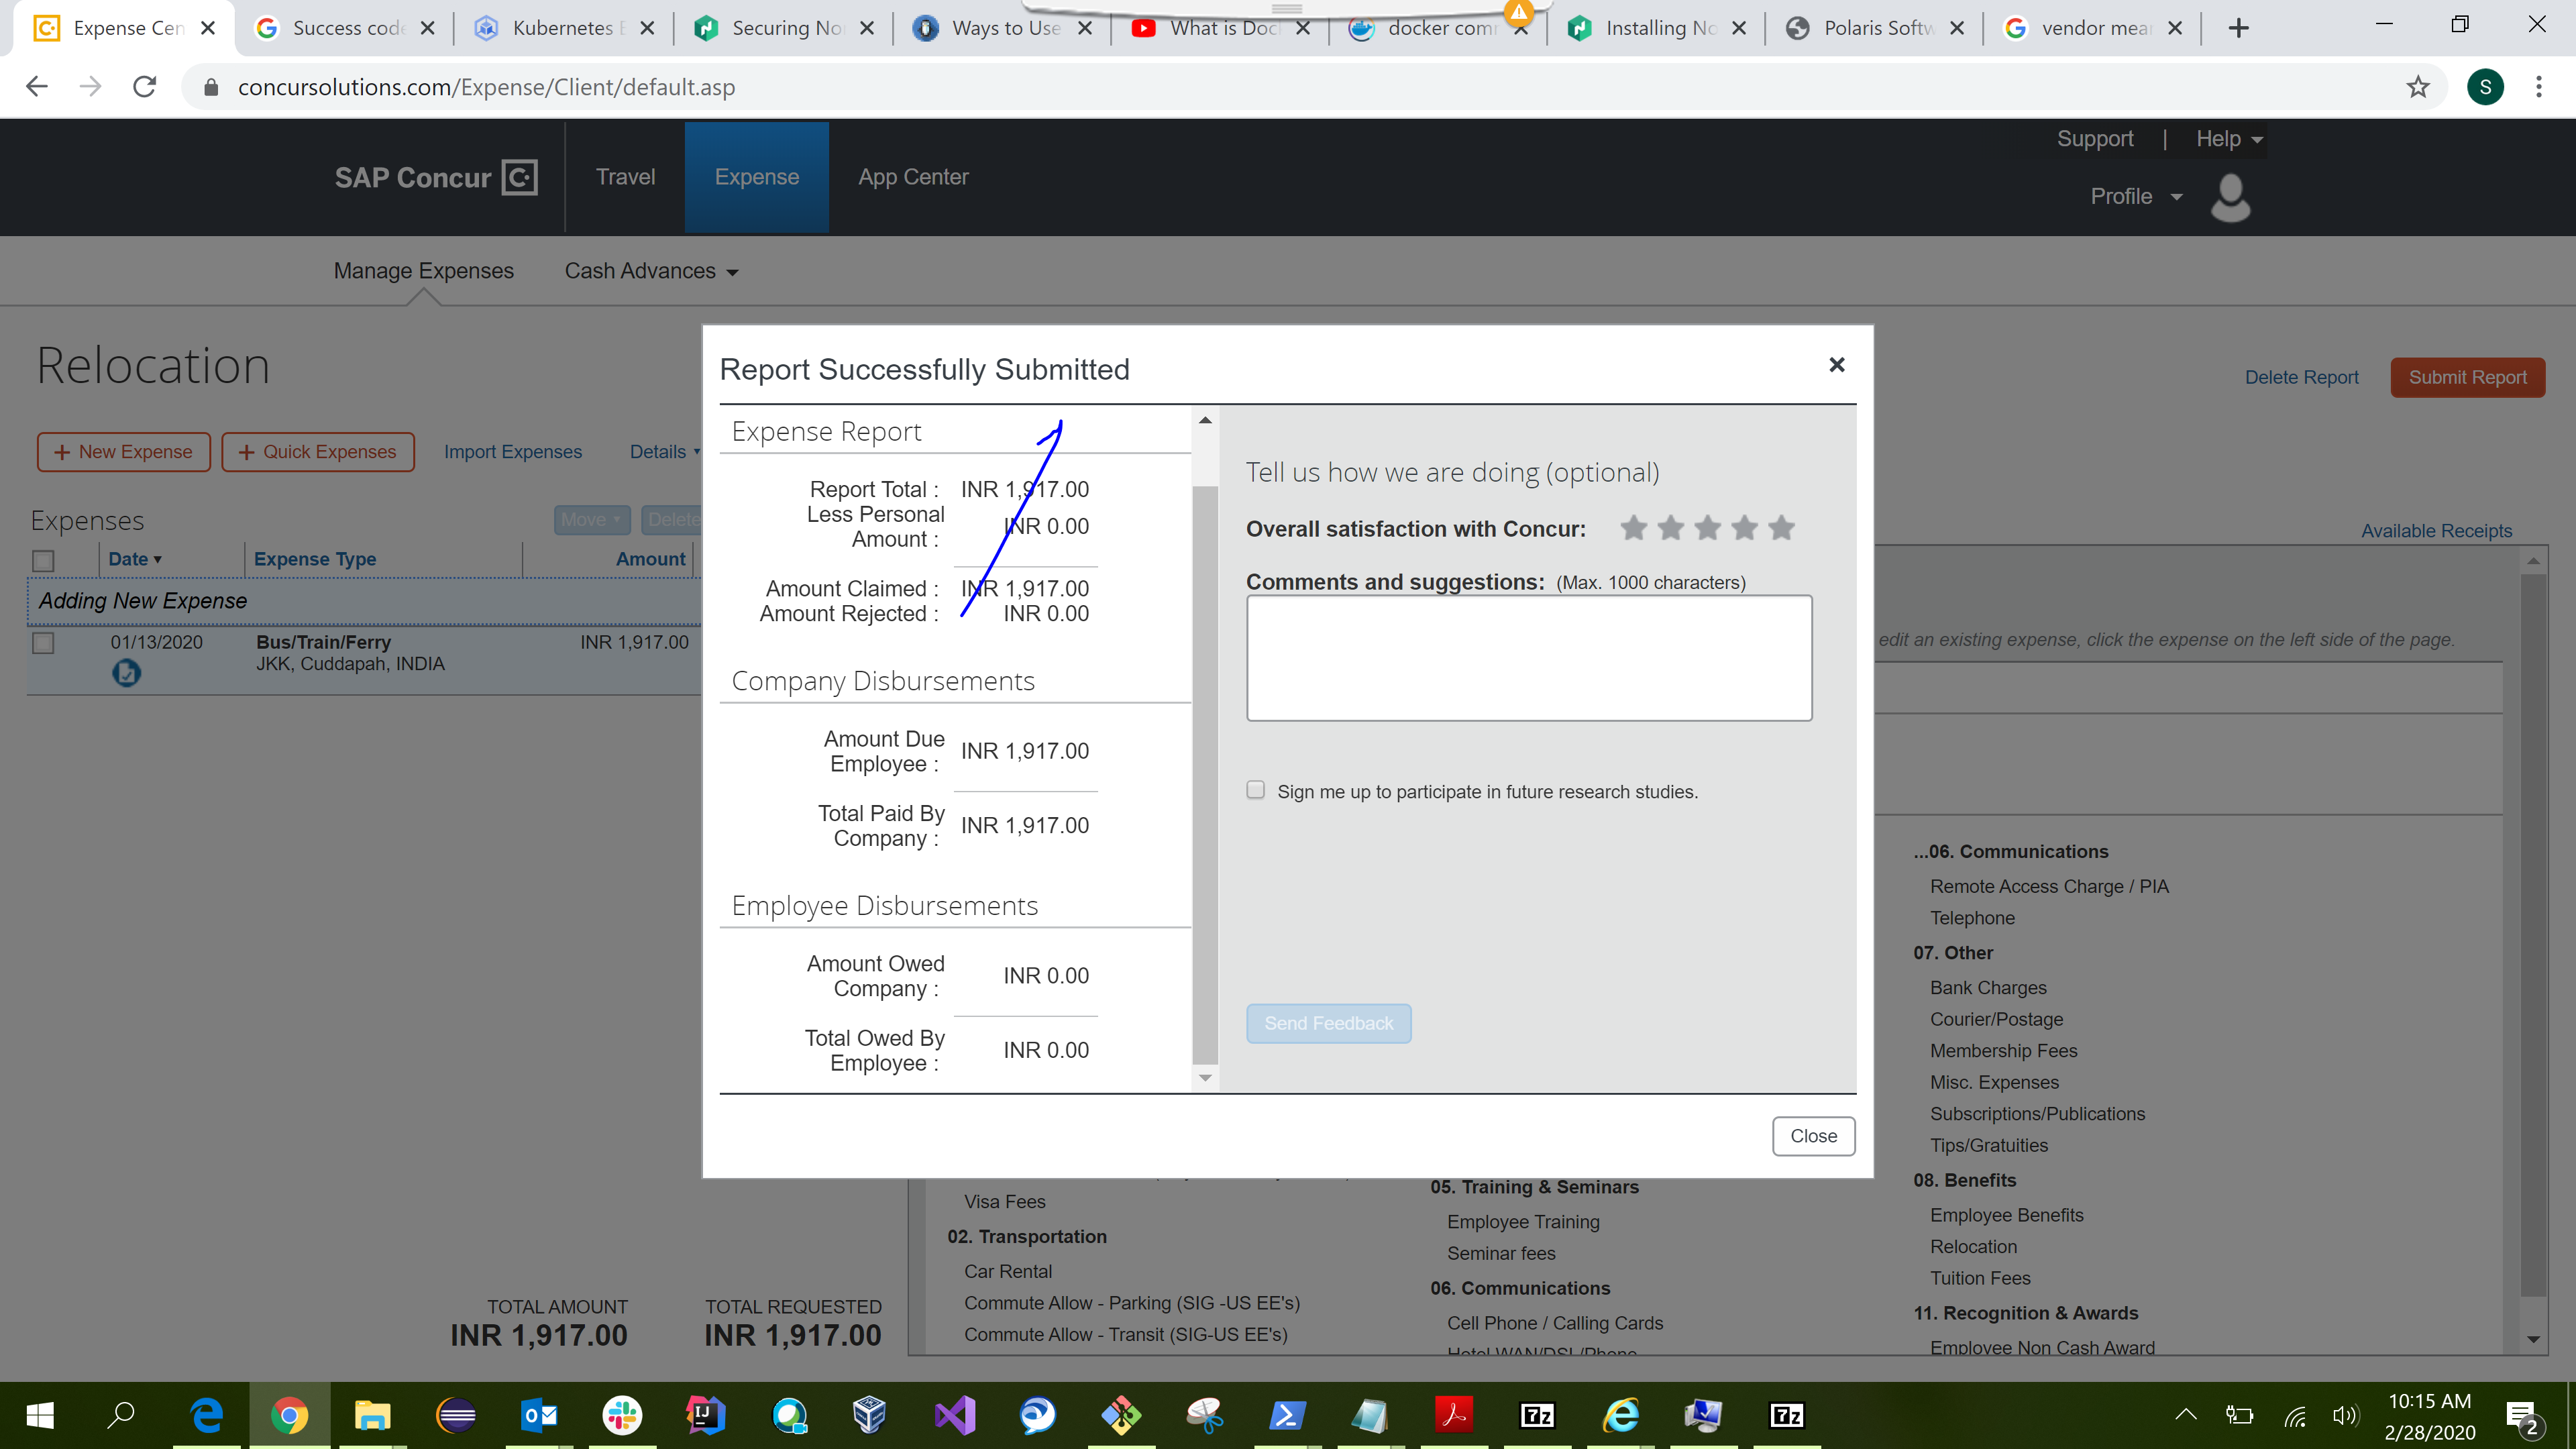 Expense Cen
Success code
Kubernetes E
Securing No
Ways to Use
What is Doc
docker com
Installing No
Polaris Softw
vendor mea
concursolutions.com/Expense/Client/default.asp
S
Support | Help
SAP Concur
Travel
Expense
App Center
Profile
Manage Expenses
Cash Advances
Relocation
Delete Report
Submit Report
+ New Expense
+ Quick Expenses
Import Expenses
Details
Expenses
Move
Delete
Available Receipts
Date
Expense Type
Amount
Adding New Expense
01/13/2020
Bus/Train/Ferry
INR 1,917.00
JKK, Cuddapah, INDIA
TOTAL AMOUNT
INR 1,917.00
TOTAL REQUESTED
INR 1,917.00
Report Successfully Submitted
Expense Report
Report Total : INR 1,917.00
Less Personal
Amount : INR 0.00
Amount Claimed : INR 1,917.00
Amount Rejected : INR 0.00
Company Disbursements
Amount Due
Employee : INR 1,917.00
Total Paid By
Company : INR 1,917.00
Employee Disbursements
Amount Owed
Company : INR 0.00
Total Owed By
Employee : INR 0.00
Tell us how we are doing (optional)
Overall satisfaction with Concur:
Comments and suggestions: (Max. 1000 characters)
Sign me up to participate in future research studies.
Send Feedback
Close
edit an existing expense, click the expense on the left side of the page.
Visa Fees
02. Transportation
Car Rental
Commute Allow - Parking (SIG -US EE's)
Commute Allow - Transit (SIG-US EE's)
05. Training & Seminars
Employee Training
Seminar fees
06. Communications
Cell Phone / Calling Cards
Hotel WAN/DSL/Phone
...06. Communications
Remote Access Charge / PIA
Telephone
07. Other
Bank Charges
Courier/Postage
Membership Fees
Misc. Expenses
Subscriptions/Publications
Tips/Gratuities
08. Benefits
Employee Benefits
Relocation
Tuition Fees
11. Recognition & Awards
Employee Non Cash Award
10:15 AM
2/28/2020
2